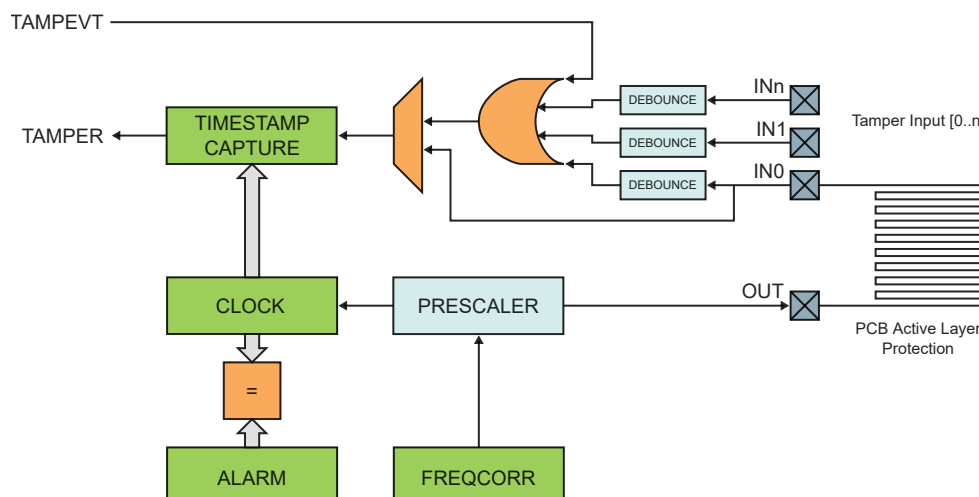 TAMPEVT
INn
DEBOUNCE
TIMESTAMP
CAPTURE
TAMPER
IN1
DEBOUNCE
Tamper Input [0..n
IN0
DEBOUNCE
CLOCK
PRESCALER
OUT
PCB Active Layer
Protection
=
ALARM
FREQCORR